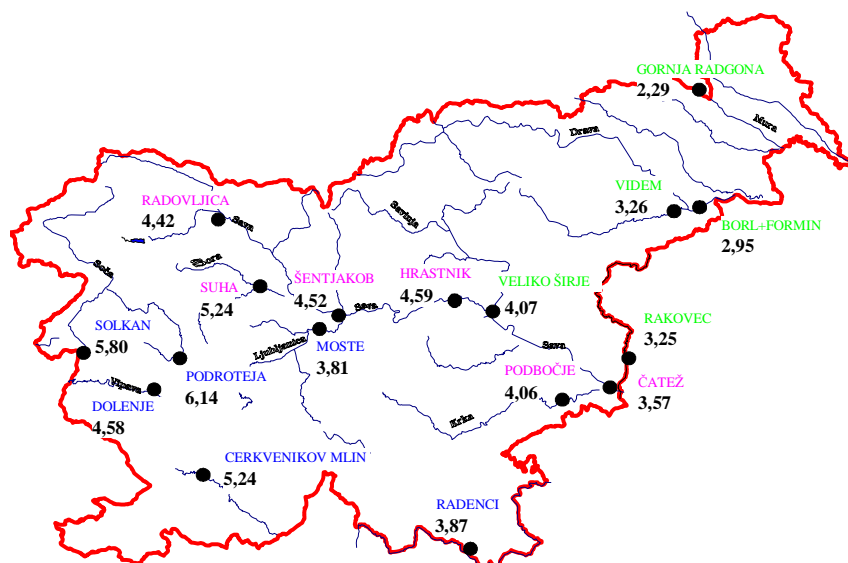 GORNJA RADGONA
2,29
Mura
Drava
VIDEM
3,26
BORL+FORMIN
2,95
RADOVLJICA
4,42
Sava
Savinja
Sora
SUHA
5,24
ŠENTJAKOB
4,52
Sava
HRASTNIK
4,59
VELIKO ŠIRJE
4,07
Soča
SOLKAN
5,80
Ljubljanica
MOSTE
3,81
Sava
RAKOVEC
3,25
PODROTEJA
6,14
PODBOČJE
4,06
ČATEŽ
3,57
Vipava
DOLENJE
4,58
Krka
CERKVENIKOV MLIN
5,24
RADENCI
3,87